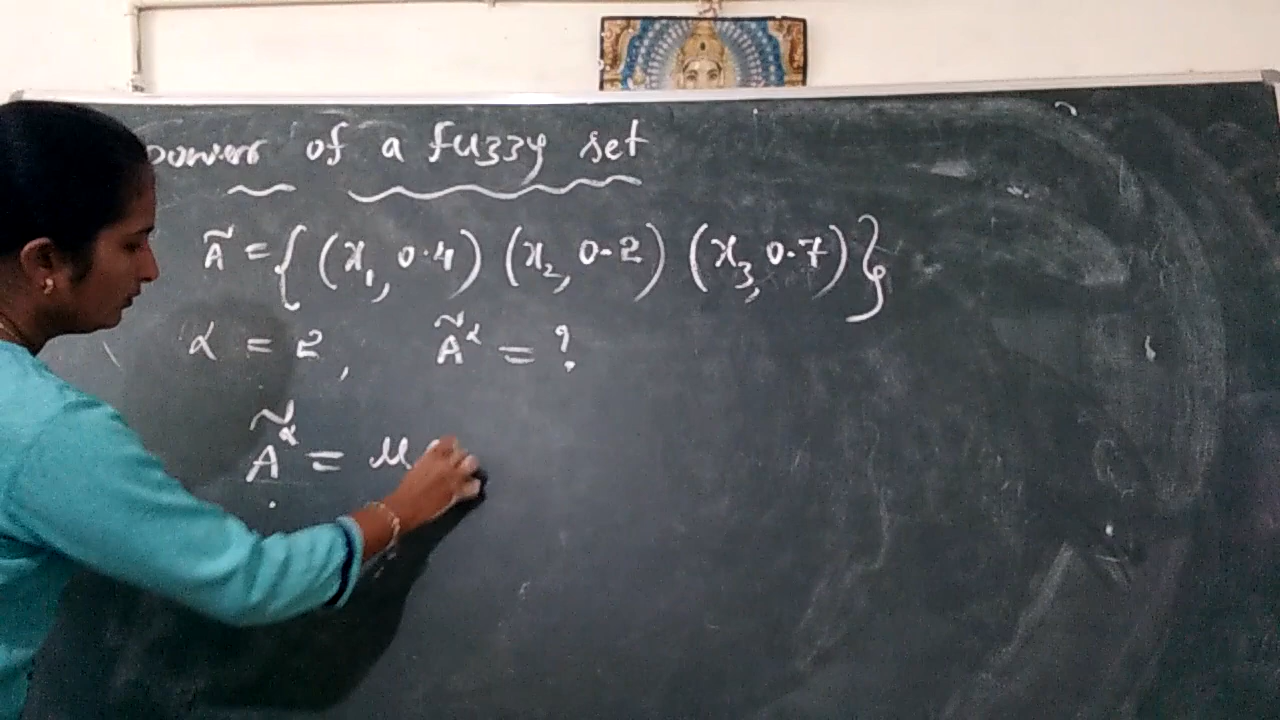 power of a fuzzy set
Ã = { (x₁, 0.4) (x₂, 0.2) (x₃, 0.7) }
α = 2, Ã^α = ?
Ã^α = μ